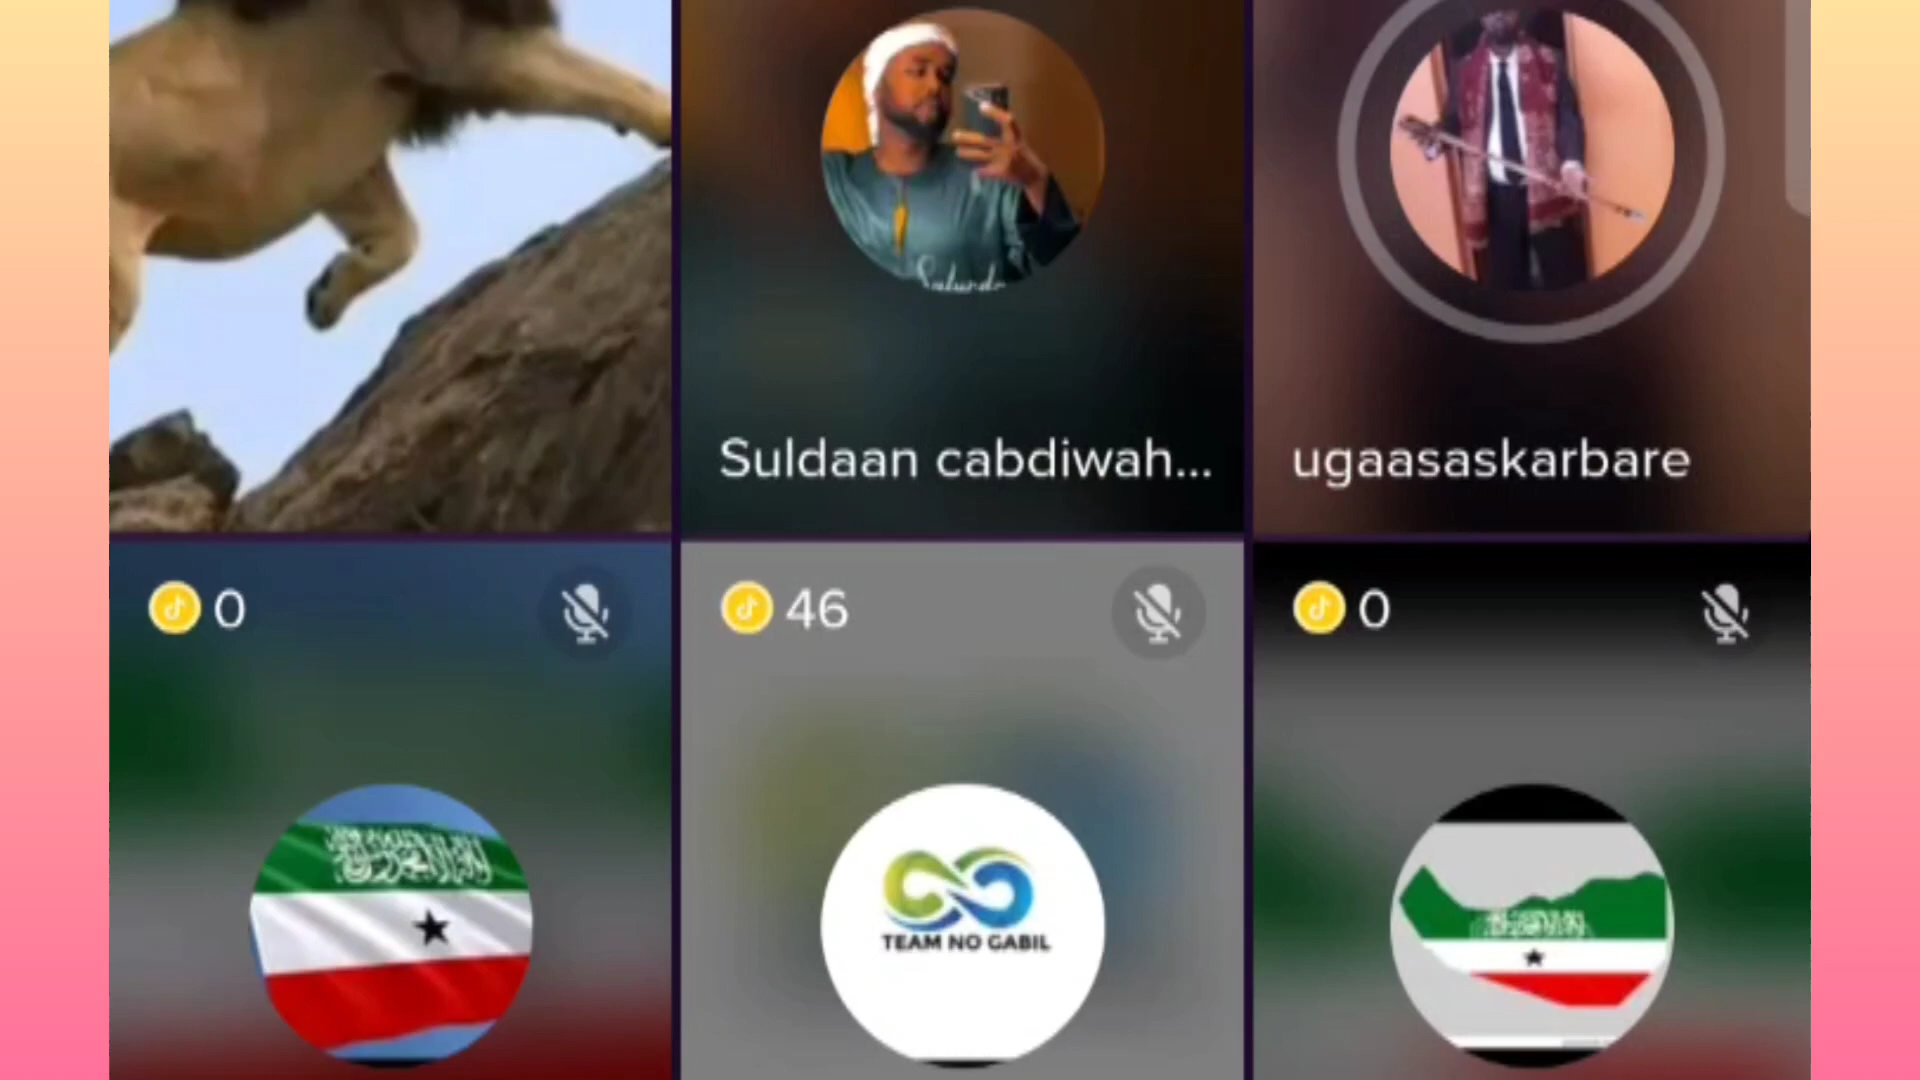 Suldaan cabdiwah...
ugaasaskarbare
0
46
0
TEAM NO GABIL